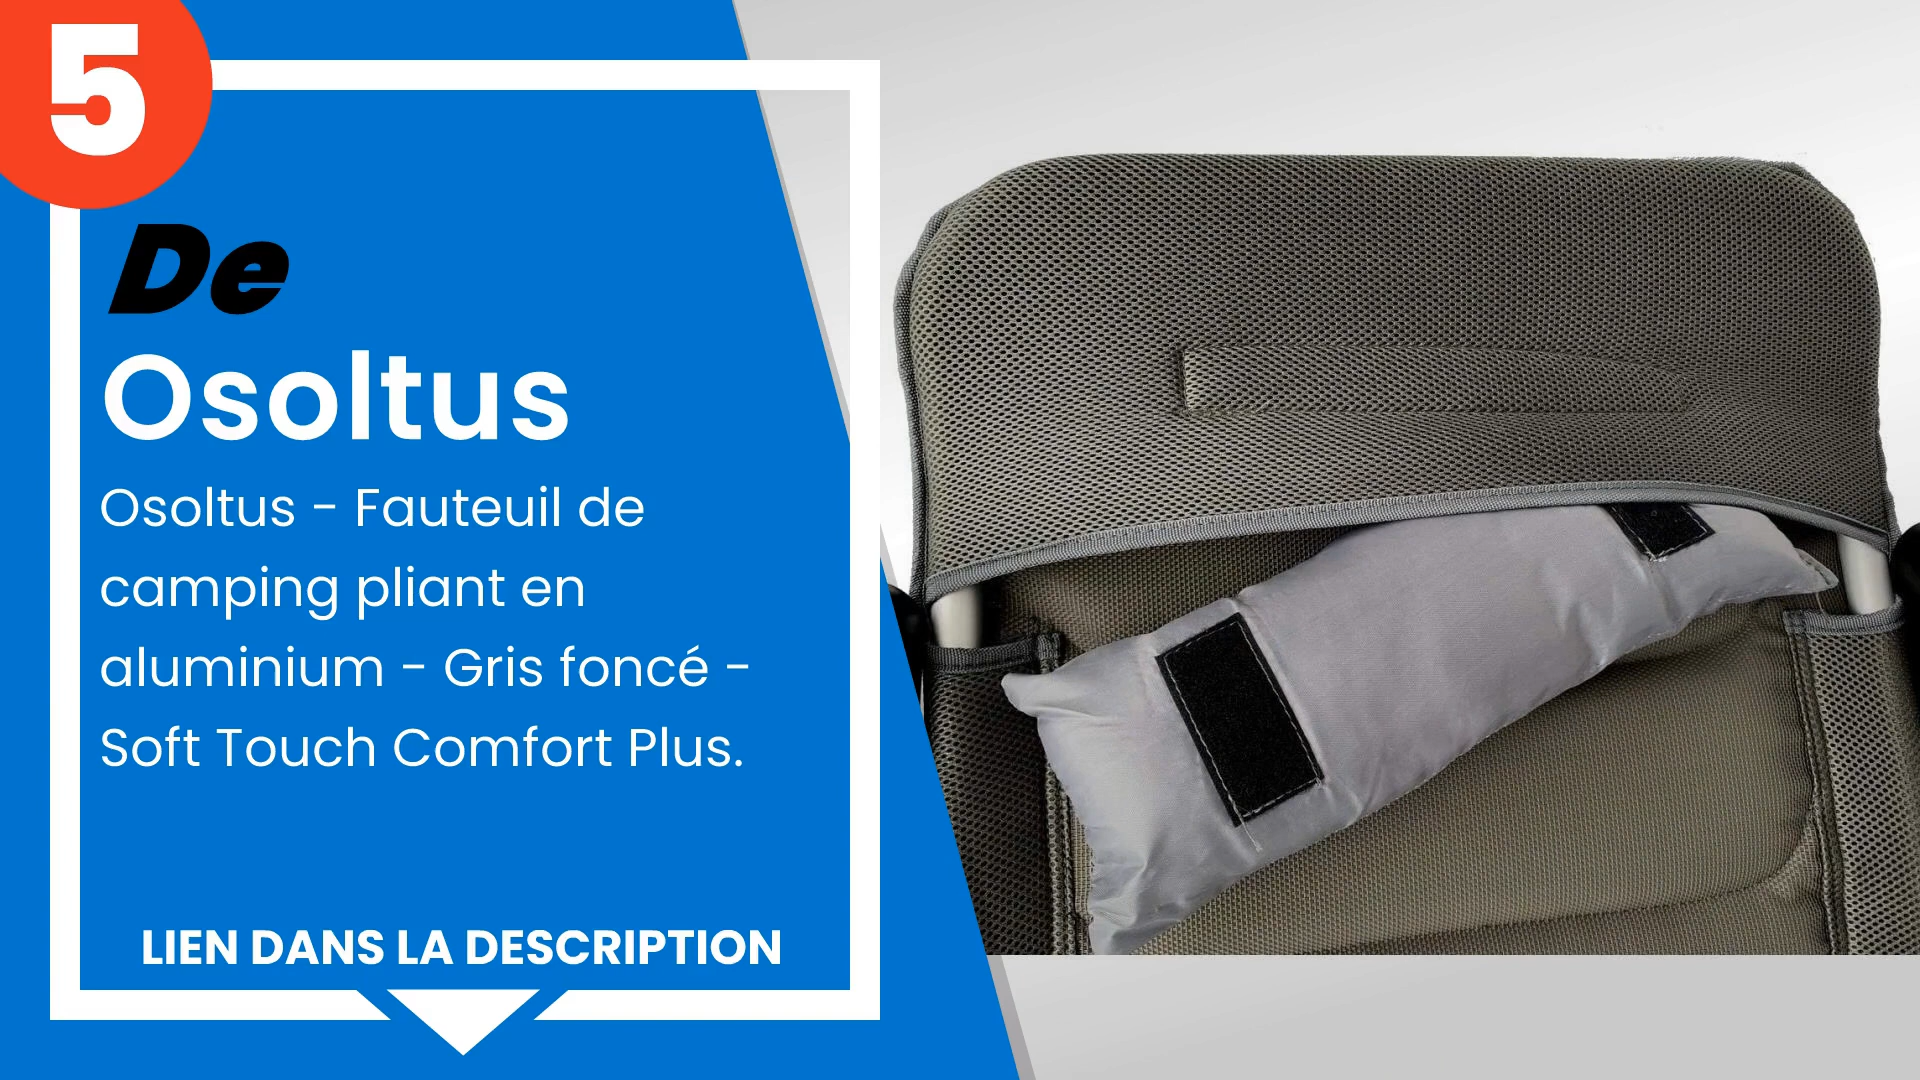 5
De
Osoltus
Osoltus - Fauteuil de
camping pliant en
aluminium - Gris foncé -
Soft Touch Comfort Plus.
LIEN DANS LA DESCRIPTION